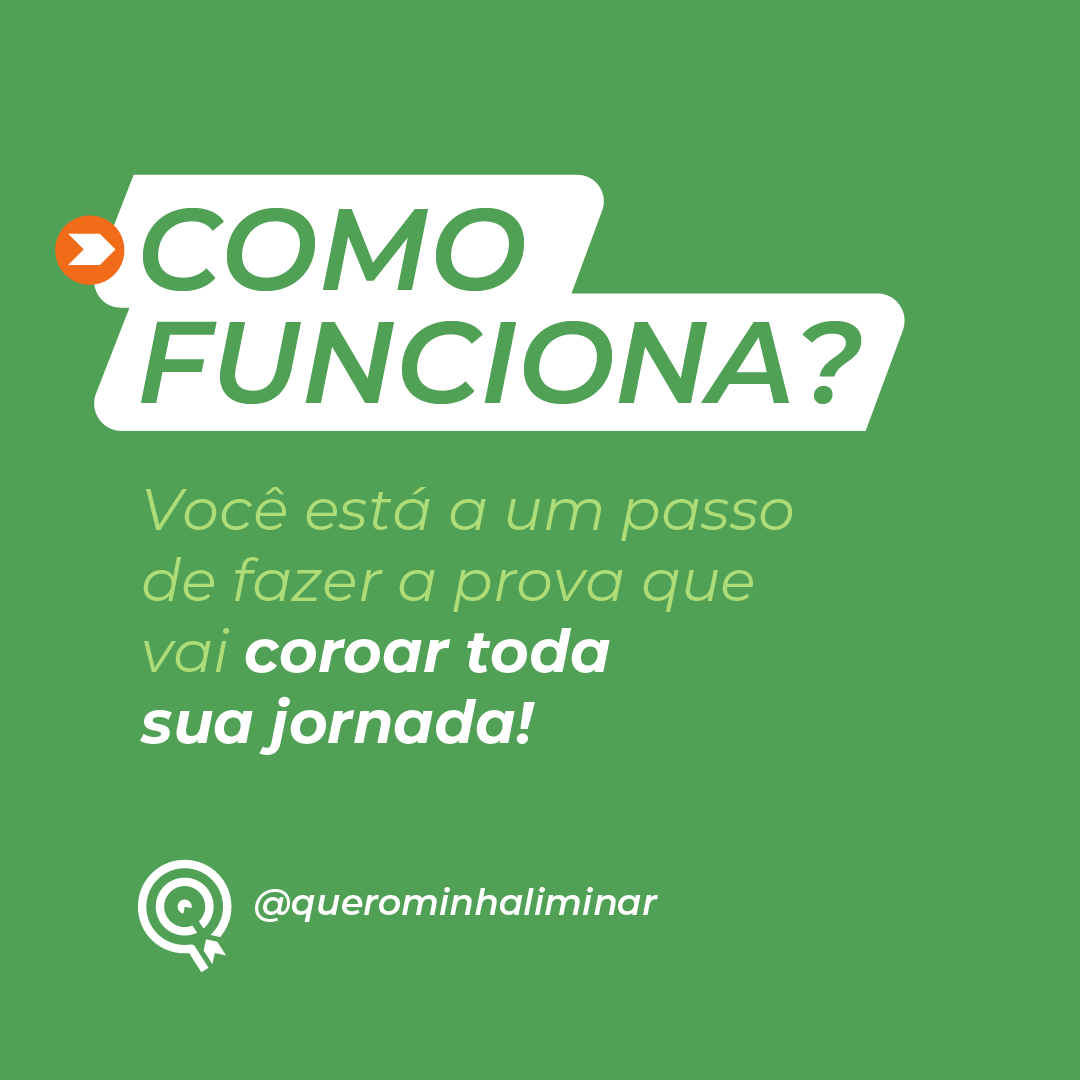 COMO
FUNCIONA?
Você está a um passo
de fazer a prova que
vai coroar toda
sua jornada!
@querominhaliminar